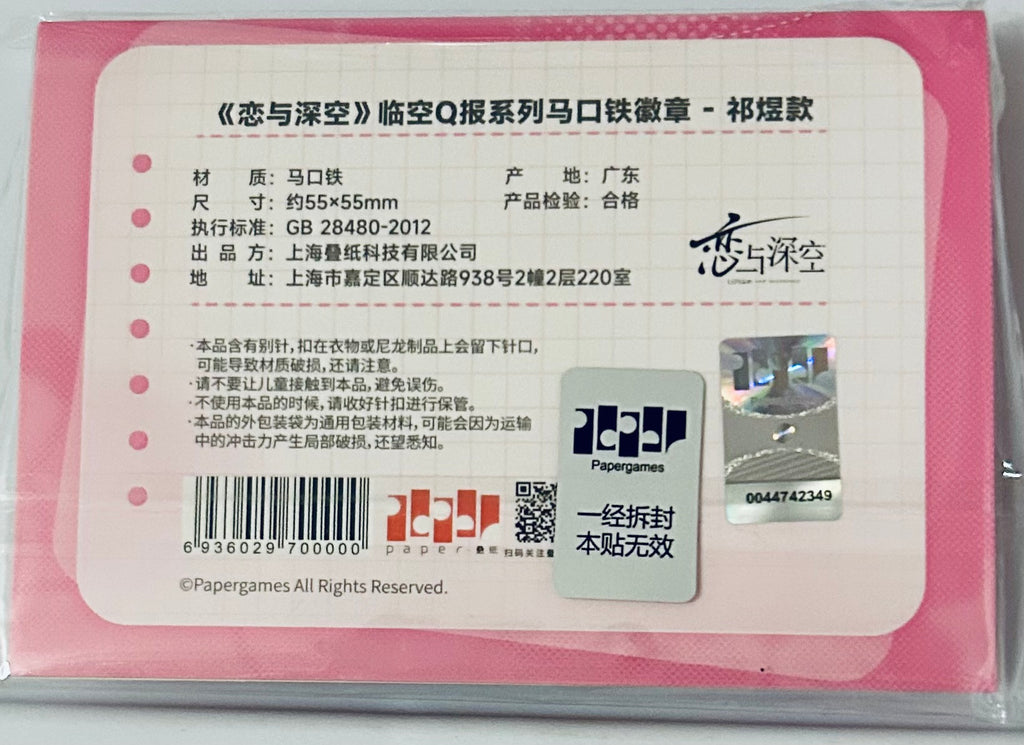 《恋与深空》临空Q报系列马口铁徽章 - 祁煜款
材 质：马口铁 产 地：广东
尺 寸：约55×55mm 产品检验：合格
执行标准：GB 28480-2012
出 品 方：上海叠纸科技有限公司
地 址：上海市嘉定区顺达路938号2幢2层220室
恋与深空
·本品含有别针，扣在衣物或尼龙制品上会留下针口，
可能导致材质破损，还请注意。
·请不要让儿童接触到本品，避免误伤。
·不使用本品的时候，请收好针扣进行保管。
·本品的外包装袋为通用包装材料，可能会因为运输
中的冲击力产生局部破损，还望悉知。
papergames
Papergames
一经拆封
本贴无效
0044742349
6 936029 700000
paper 叠纸
扫码关注叠
©Papergames All Rights Reserved.